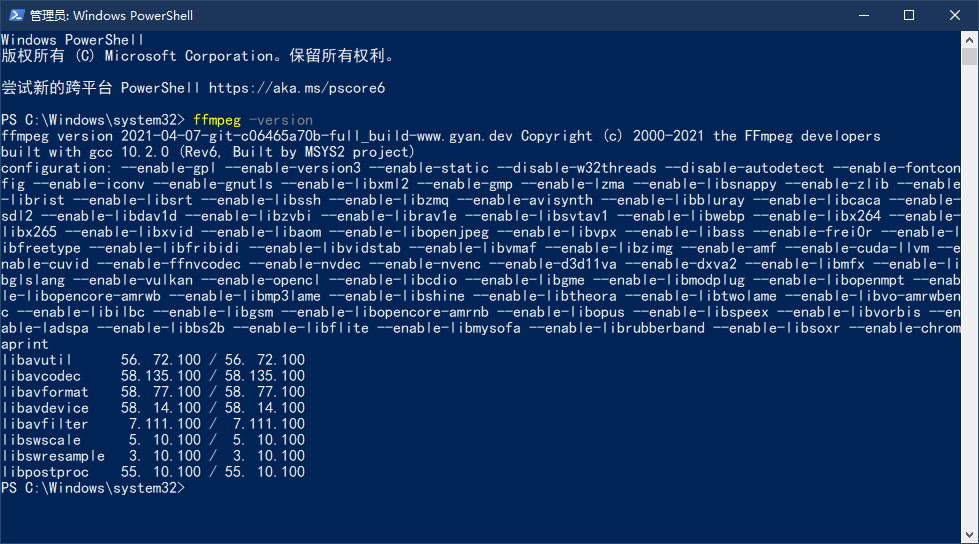 管理员: Windows PowerShell
Windows PowerShell
版权所有 (C) Microsoft Corporation。保留所有权利。
尝试新的跨平台 PowerShell https://aka.ms/pscore6
PS C:\Windows\system32> ffmpeg -version
ffmpeg version 2021-04-07-git-c06465a70b-full_build-www.gyan.dev Copyright (c) 2000-2021 the FFmpeg developers
built with gcc 10.2.0 (Rev6, Built by MSYS2 project)
configuration: --enable-gpl --enable-version3 --enable-static --disable-w32threads --disable-autodetect --enable-fontcon
fig --enable-iconv --enable-gnutls --enable-libxml2 --enable-gmp --enable-lzma --enable-libsnappy --enable-zlib --enable
-librist --enable-libsrt --enable-libssh --enable-libzmq --enable-avisynth --enable-libbluray --enable-libcaca --enable-
sdl2 --enable-libdav1d --enable-libzvbi --enable-librav1e --enable-libsvtav1 --enable-libwebp --enable-libx264 --enable-
libx265 --enable-libxvid --enable-libaom --enable-libopenjpeg --enable-libvpx --enable-libass --enable-frei0r --enable-l
ibfreetype --enable-libfribidi --enable-libvidstab --enable-libvmaf --enable-libzimg --enable-amf --enable-cuda-llvm --e
nable-cuvid --enable-ffnvcodec --enable-nvdec --enable-nvenc --enable-d3d11va --enable-dxva2 --enable-libmfx --enable-li
bglslang --enable-vulkan --enable-opencl --enable-libcdio --enable-libgme --enable-libmodplug --enable-libopenmpt --enab
le-libopencore-amrwb --enable-libmp3lame --enable-libshine --enable-libtheora --enable-libtwolame --enable-libvo-amrwben
c --enable-libilbc --enable-libgsm --enable-libopencore-amrnb --enable-libopus --enable-libspeex --enable-libvorbis --en
able-ladspa --enable-libbs2b --enable-libflite --enable-libmysofa --enable-librubberband --enable-libsoxr --enable-chrom
aprint
libavutil      56. 72.100 / 56. 72.100
libavcodec     58.135.100 / 58.135.100
libavformat    58. 77.100 / 58. 77.100
libavdevice    58. 14.100 / 58. 14.100
libavfilter     7.111.100 /  7.111.100
libswscale      5. 10.100 /  5. 10.100
libswresample   3. 10.100 /  3. 10.100
libpostproc    55. 10.100 / 55. 10.100
PS C:\Windows\system32>